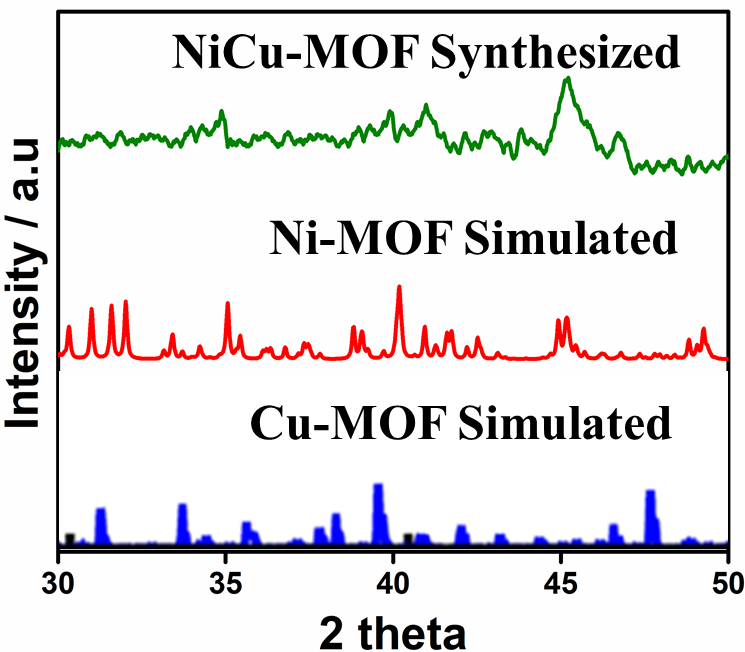 NiCu-MOF Synthesized
Ni-MOF Simulated
Cu-MOF Simulated
Intensity / a.u
30 35 40 45 50
2 theta